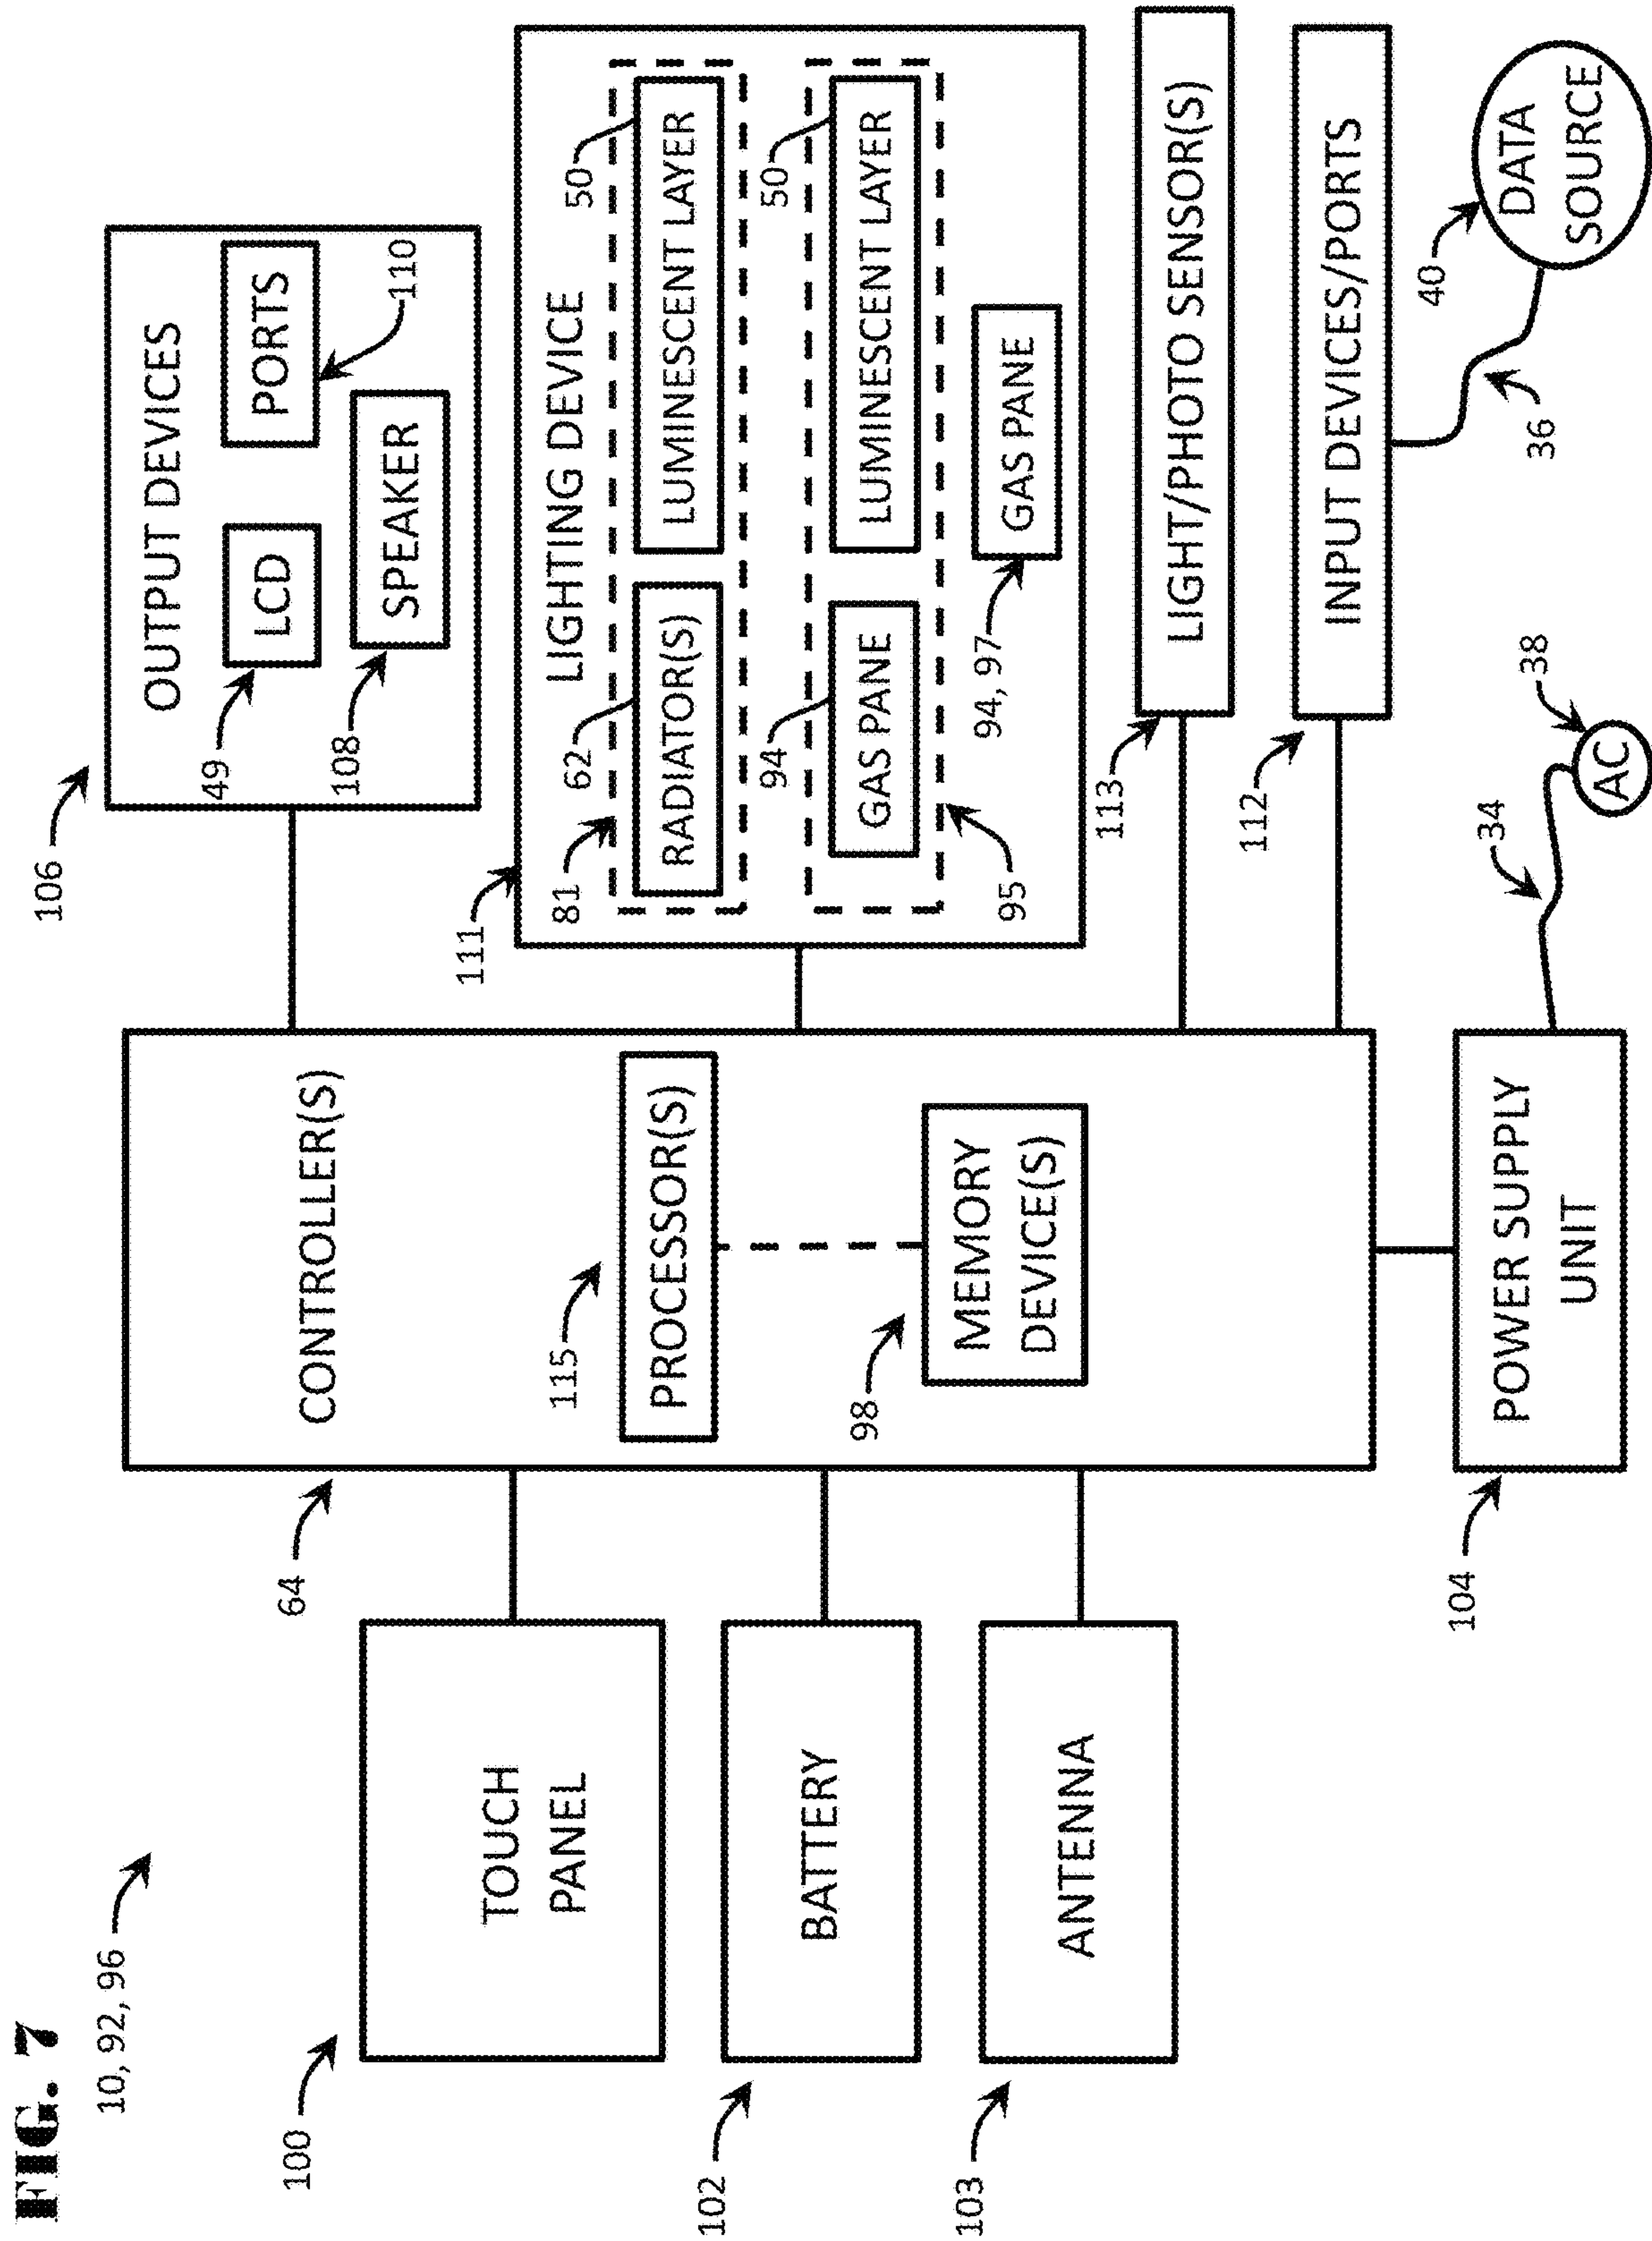 FIG. 7
10, 92, 96
100
TOUCH
PANEL
102
BATTERY
103
ANTENNA
64
CONTROLLER(S)
115
PROCESSOR(S)
98
MEMORY
DEVICE(S)
104
POWER SUPPLY
UNIT
34
38
AC
106
OUTPUT DEVICES
49
LCD
PORTS
110
108
SPEAKER
111
LIGHTING DEVICE
81
62
50
RADIATOR(S)
LUMINESCENT LAYER
94
50
GAS PANE
LUMINESCENT LAYER
95
94, 97
GAS PANE
113
LIGHT/PHOTO SENSOR(S)
112
INPUT DEVICES/PORTS
36
40
DATA
SOURCE